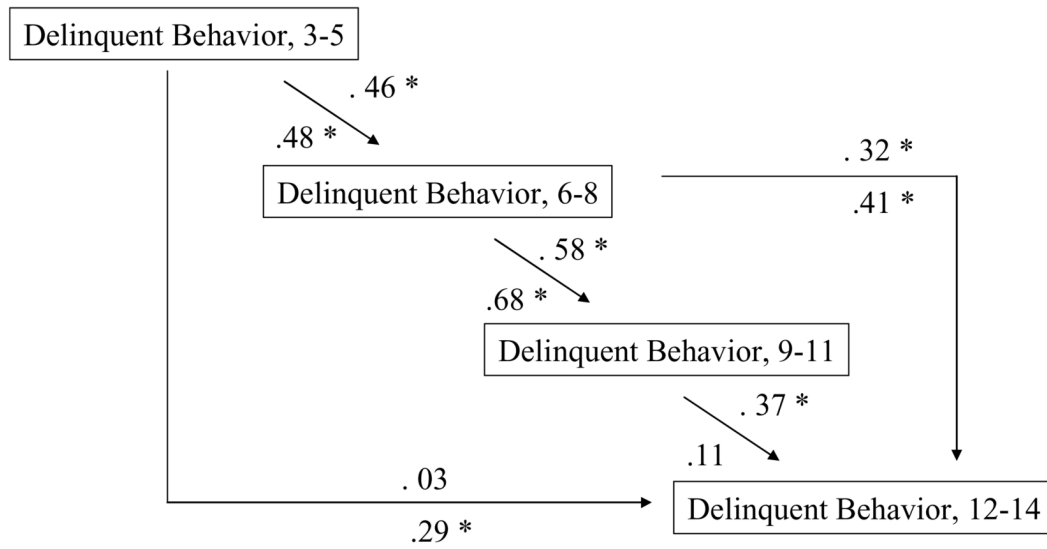 Delinquent Behavior, 3-5
. 46 *
.48 *
. 32 *
Delinquent Behavior, 6-8
.41 *
. 58 *
.68 *
Delinquent Behavior, 9-11
. 37 *
.11
. 03
Delinquent Behavior, 12-14
.29 *